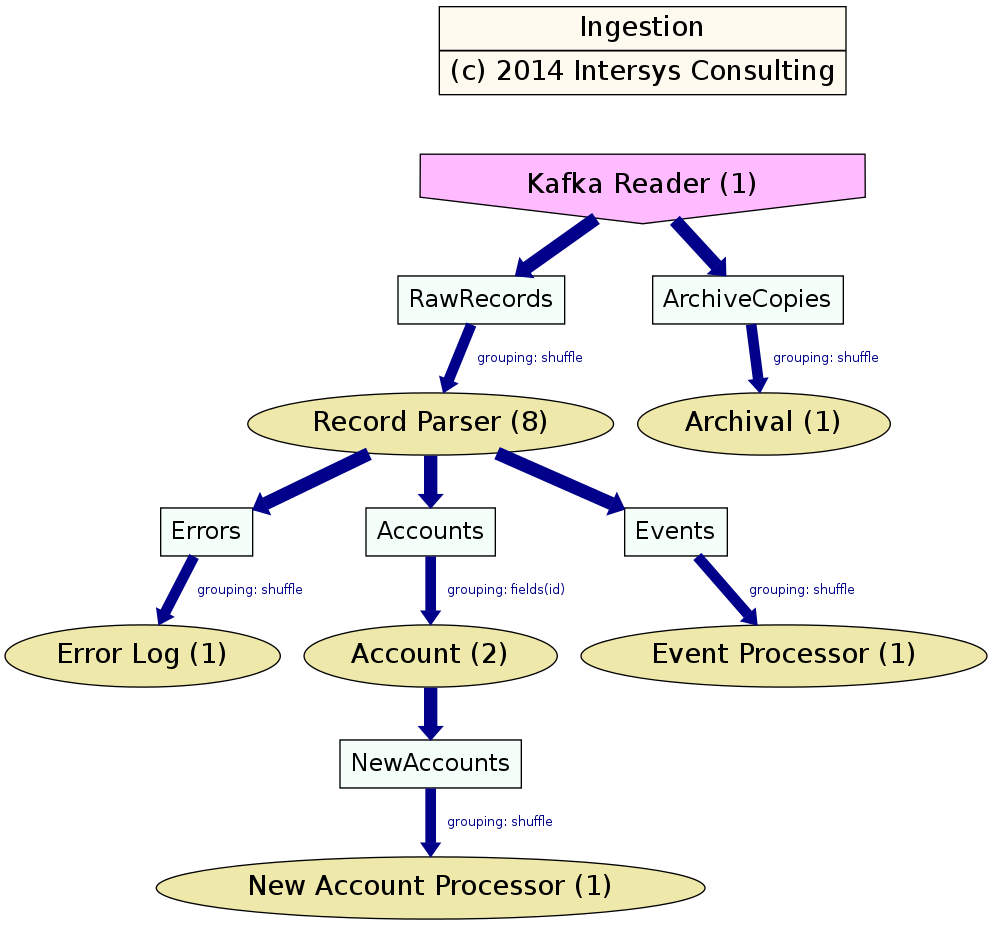 Ingestion
(c) 2014 Intersys Consulting
Kafka Reader (1)
RawRecords
ArchiveCopies
grouping: shuffle
grouping: shuffle
Record Parser (8)
Archival (1)
Errors
Accounts
Events
grouping: shuffle
grouping: fields(id)
grouping: shuffle
Error Log (1)
Account (2)
Event Processor (1)
NewAccounts
grouping: shuffle
New Account Processor (1)